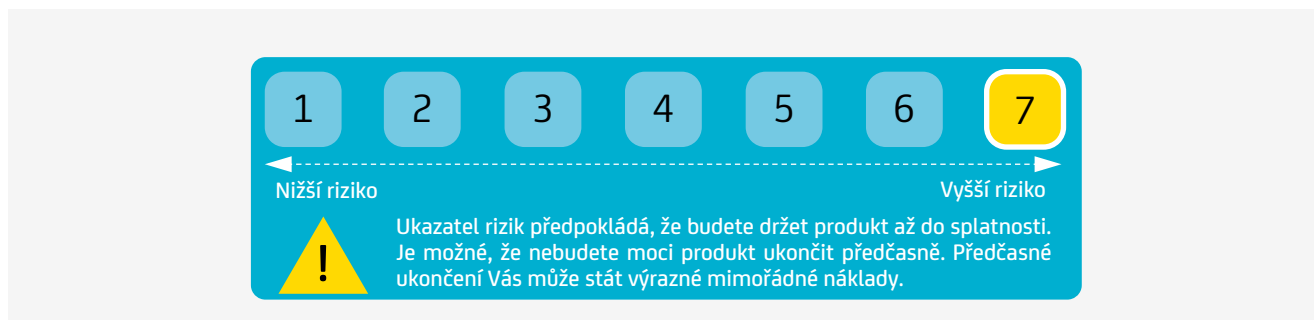 1 2 3 4 5 6 7
Nižší riziko Vyšší riziko
Ukazatel rizik předpokládá, že budete držet produkt až do splatnosti.
Je možné, že nebudete moci produkt ukončit předčasně. Předčasné
ukončení Vás může stát výrazné mimořádné náklady.
!